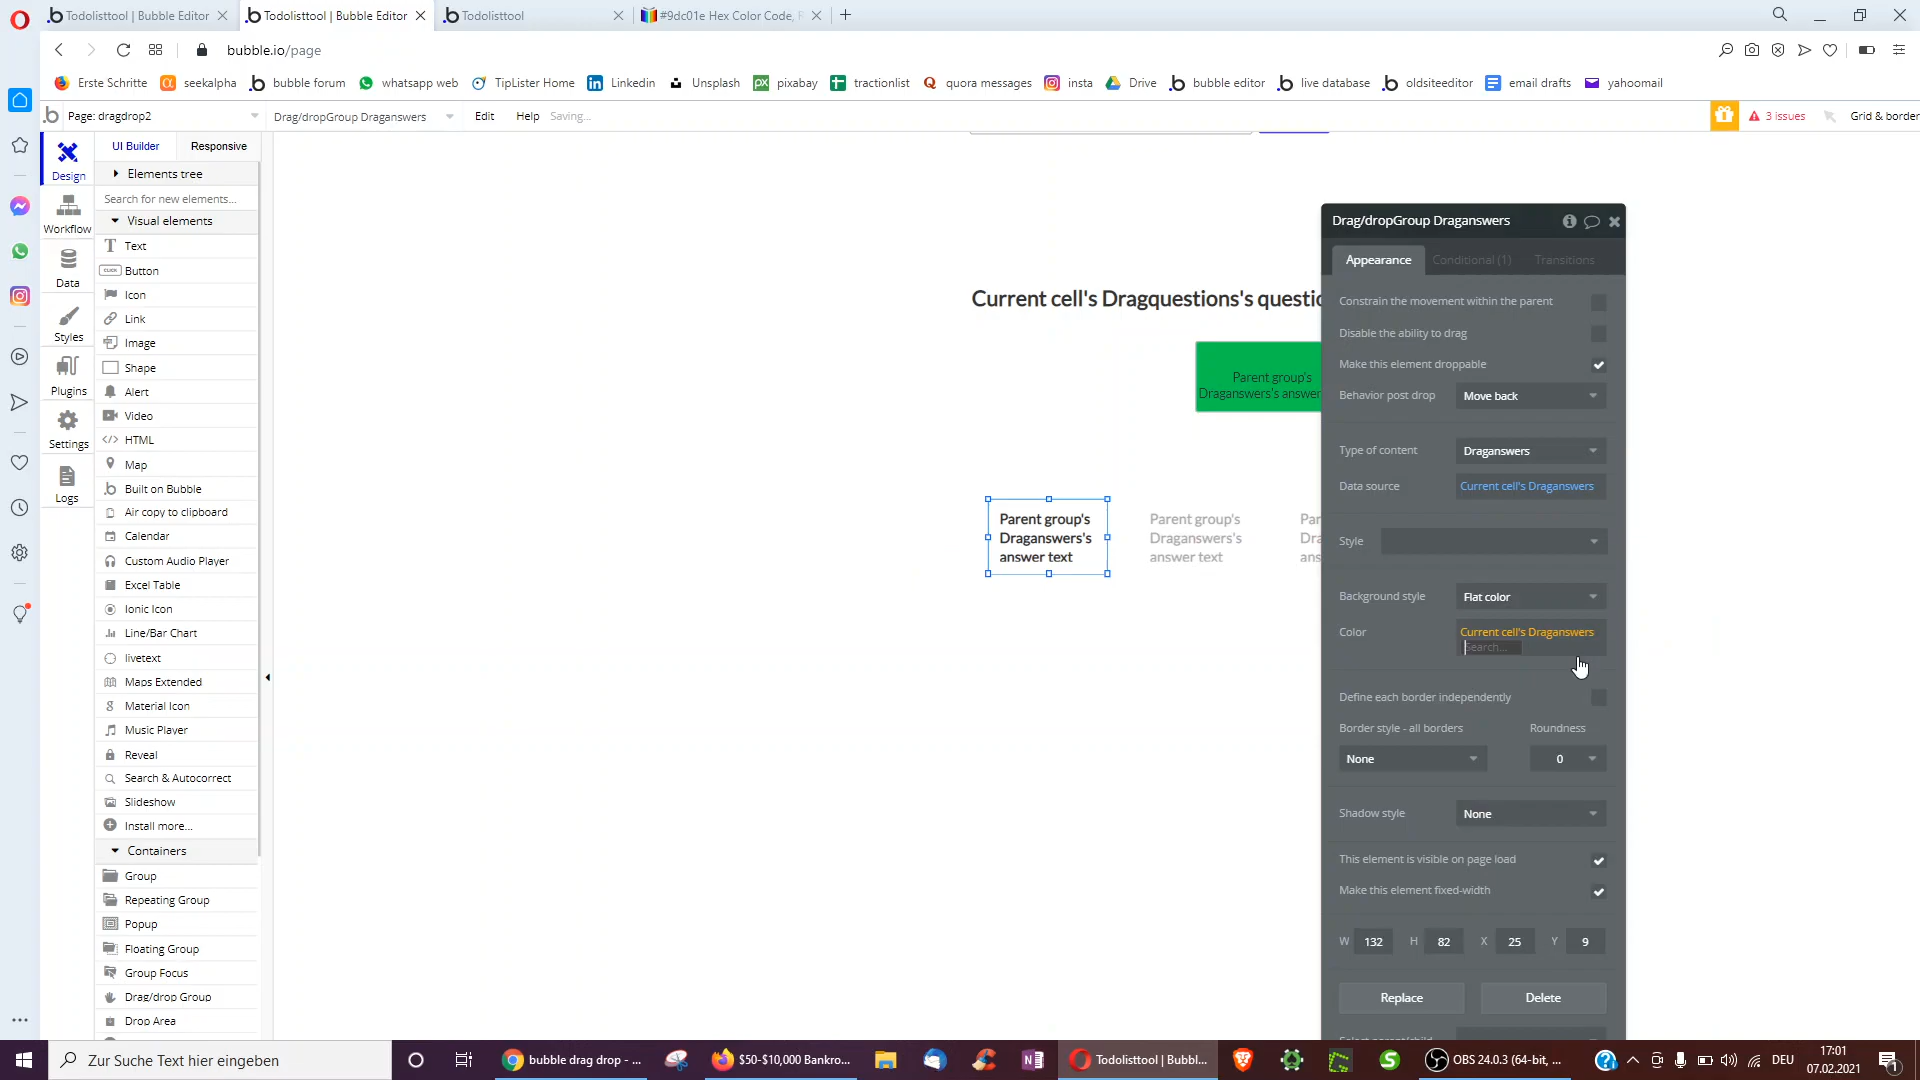 Todolisttool | Bubble Editor
Todolisttool | Bubble Editor
Todolisttool
#9dc01e Hex Color Code, R
bubble.io/page
Erste Schritte
seekalpha
bubble forum
whatsapp web
TipLister Home
Linkedin
Unsplash
pixabay
tractionlist
quora messages
insta
Drive
bubble editor
live database
oldsiteeditor
email drafts
yahoomail
Page: dragdrop2
Drag/dropGroup Draganswers
Edit
Help
Saving...
3 issues
Grid & border
Design
Workflow
Data
Styles
Plugins
Settings
Logs
UI Builder
Responsive
Elements tree
Search for new elements...
Visual elements
Text
Button
Icon
Link
Image
Shape
Alert
Video
HTML
Map
Built on Bubble
Air copy to clipboard
Calendar
Custom Audio Player
Excel Table
Ionic Icon
Line/Bar Chart
livetext
Maps Extended
Material Icon
Music Player
Reveal
Search & Autocorrect
Slideshow
Install more...
Containers
Group
Repeating Group
Popup
Floating Group
Group Focus
Drag/drop Group
Drop Area
Current cell's Dragquestions's questio
Parent group's
Draganswers's answer
Parent group's
Draganswers's
answer text
Parent group's
Draganswers's
answer text
Par
Dra
ans
Drag/dropGroup Draganswers
Appearance
Conditional (1)
Transitions
Constrain the movement within the parent
Disable the ability to drag
Make this element droppable
Behavior post drop
Move back
Type of content
Draganswers
Data source
Current cell's Draganswers
Style
Background style
Flat color
Color
Current cell's Draganswers
Search...
Define each border independently
Border style - all borders
Roundness
None
0
Shadow style
None
This element is visible on page load
Make this element fixed-width
W 132 H 82 X 25 Y 9
Replace
Delete
Zur Suche Text hier eingeben
bubble drag drop - ...
$50-$10,000 Bankro...
Todolisttool | Bubbl...
OBS 24.0.3 (64-bit, ...
DEU
17:01
07.02.2021